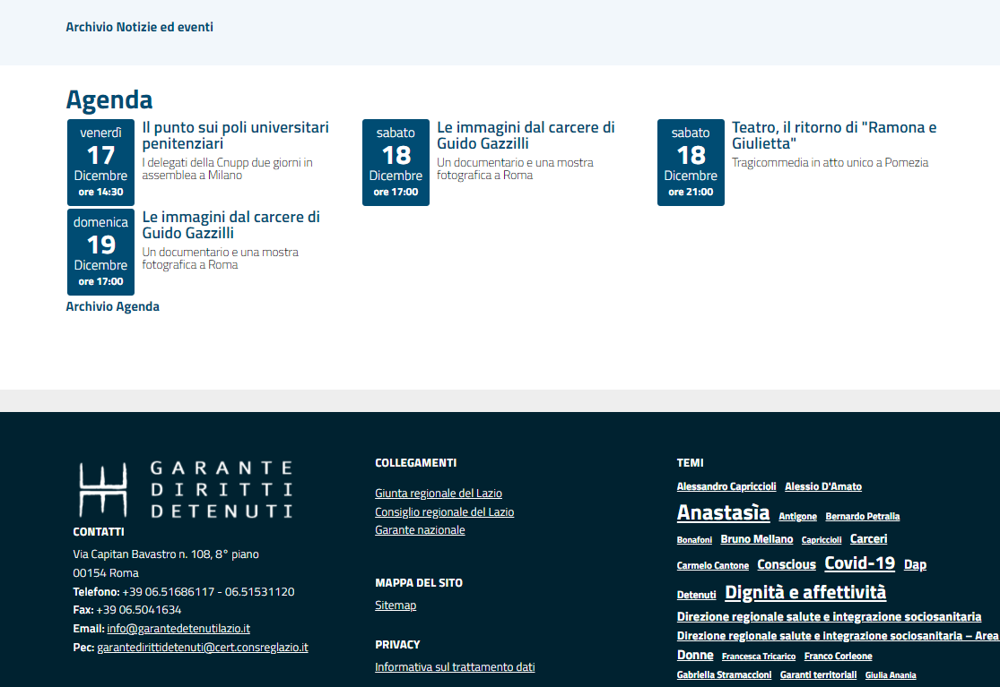 Archivio Notizie ed eventi
Agenda
venerdì
17
Dicembre
ore 14:30
Il punto sui poli universitari
penitenziari
I delegati della Cnupp due giorni in
assemblea a Milano
sabato
18
Dicembre
ore 17:00
Le immagini dal carcere di
Guido Gazzilli
Un documentario e una mostra
fotografica a Roma
sabato
18
Dicembre
ore 21:00
Teatro, il ritorno di "Ramona e
Giulietta"
Tragicommedia in atto unico a Pomezia
domenica
19
Dicembre
ore 17:00
Le immagini dal carcere di
Guido Gazzilli
Un documentario e una mostra
fotografica a Roma
Archivio Agenda
GARANTE
DIRITTI
DETENUTI
CONTATTI
Via Capitan Bavastro n. 108, 8° piano
00154 Roma
Telefono: +39 06.51686117 - 06.51531120
Fax: +39 06.5041634
Email: info@garantedetenutilazio.it
Pec: garantedirittidetenuti@cert.consreglazio.it
COLLEGAMENTI
Giunta regionale del Lazio
Consiglio regionale del Lazio
Garante nazionale
MAPPA DEL SITO
Sitemap
PRIVACY
Informativa sul trattamento dati
TEMI
Alessandro Capriccioli Alessio D'Amato
Anastasìa Antigone Bernardo Petralia
Bonafoni Bruno Mellano Capriccioli Carceri
Carmelo Cantone Conscious Covid-19 Dap
Detenuti Dignità e affettività
Direzione regionale salute e integrazione sociosanitaria
Direzione regionale salute e integrazione sociosanitaria – Area
Donne Francesca Tricarico Franco Corleone
Gabriella Stramaccioni Garanti territoriali Giulia Anania